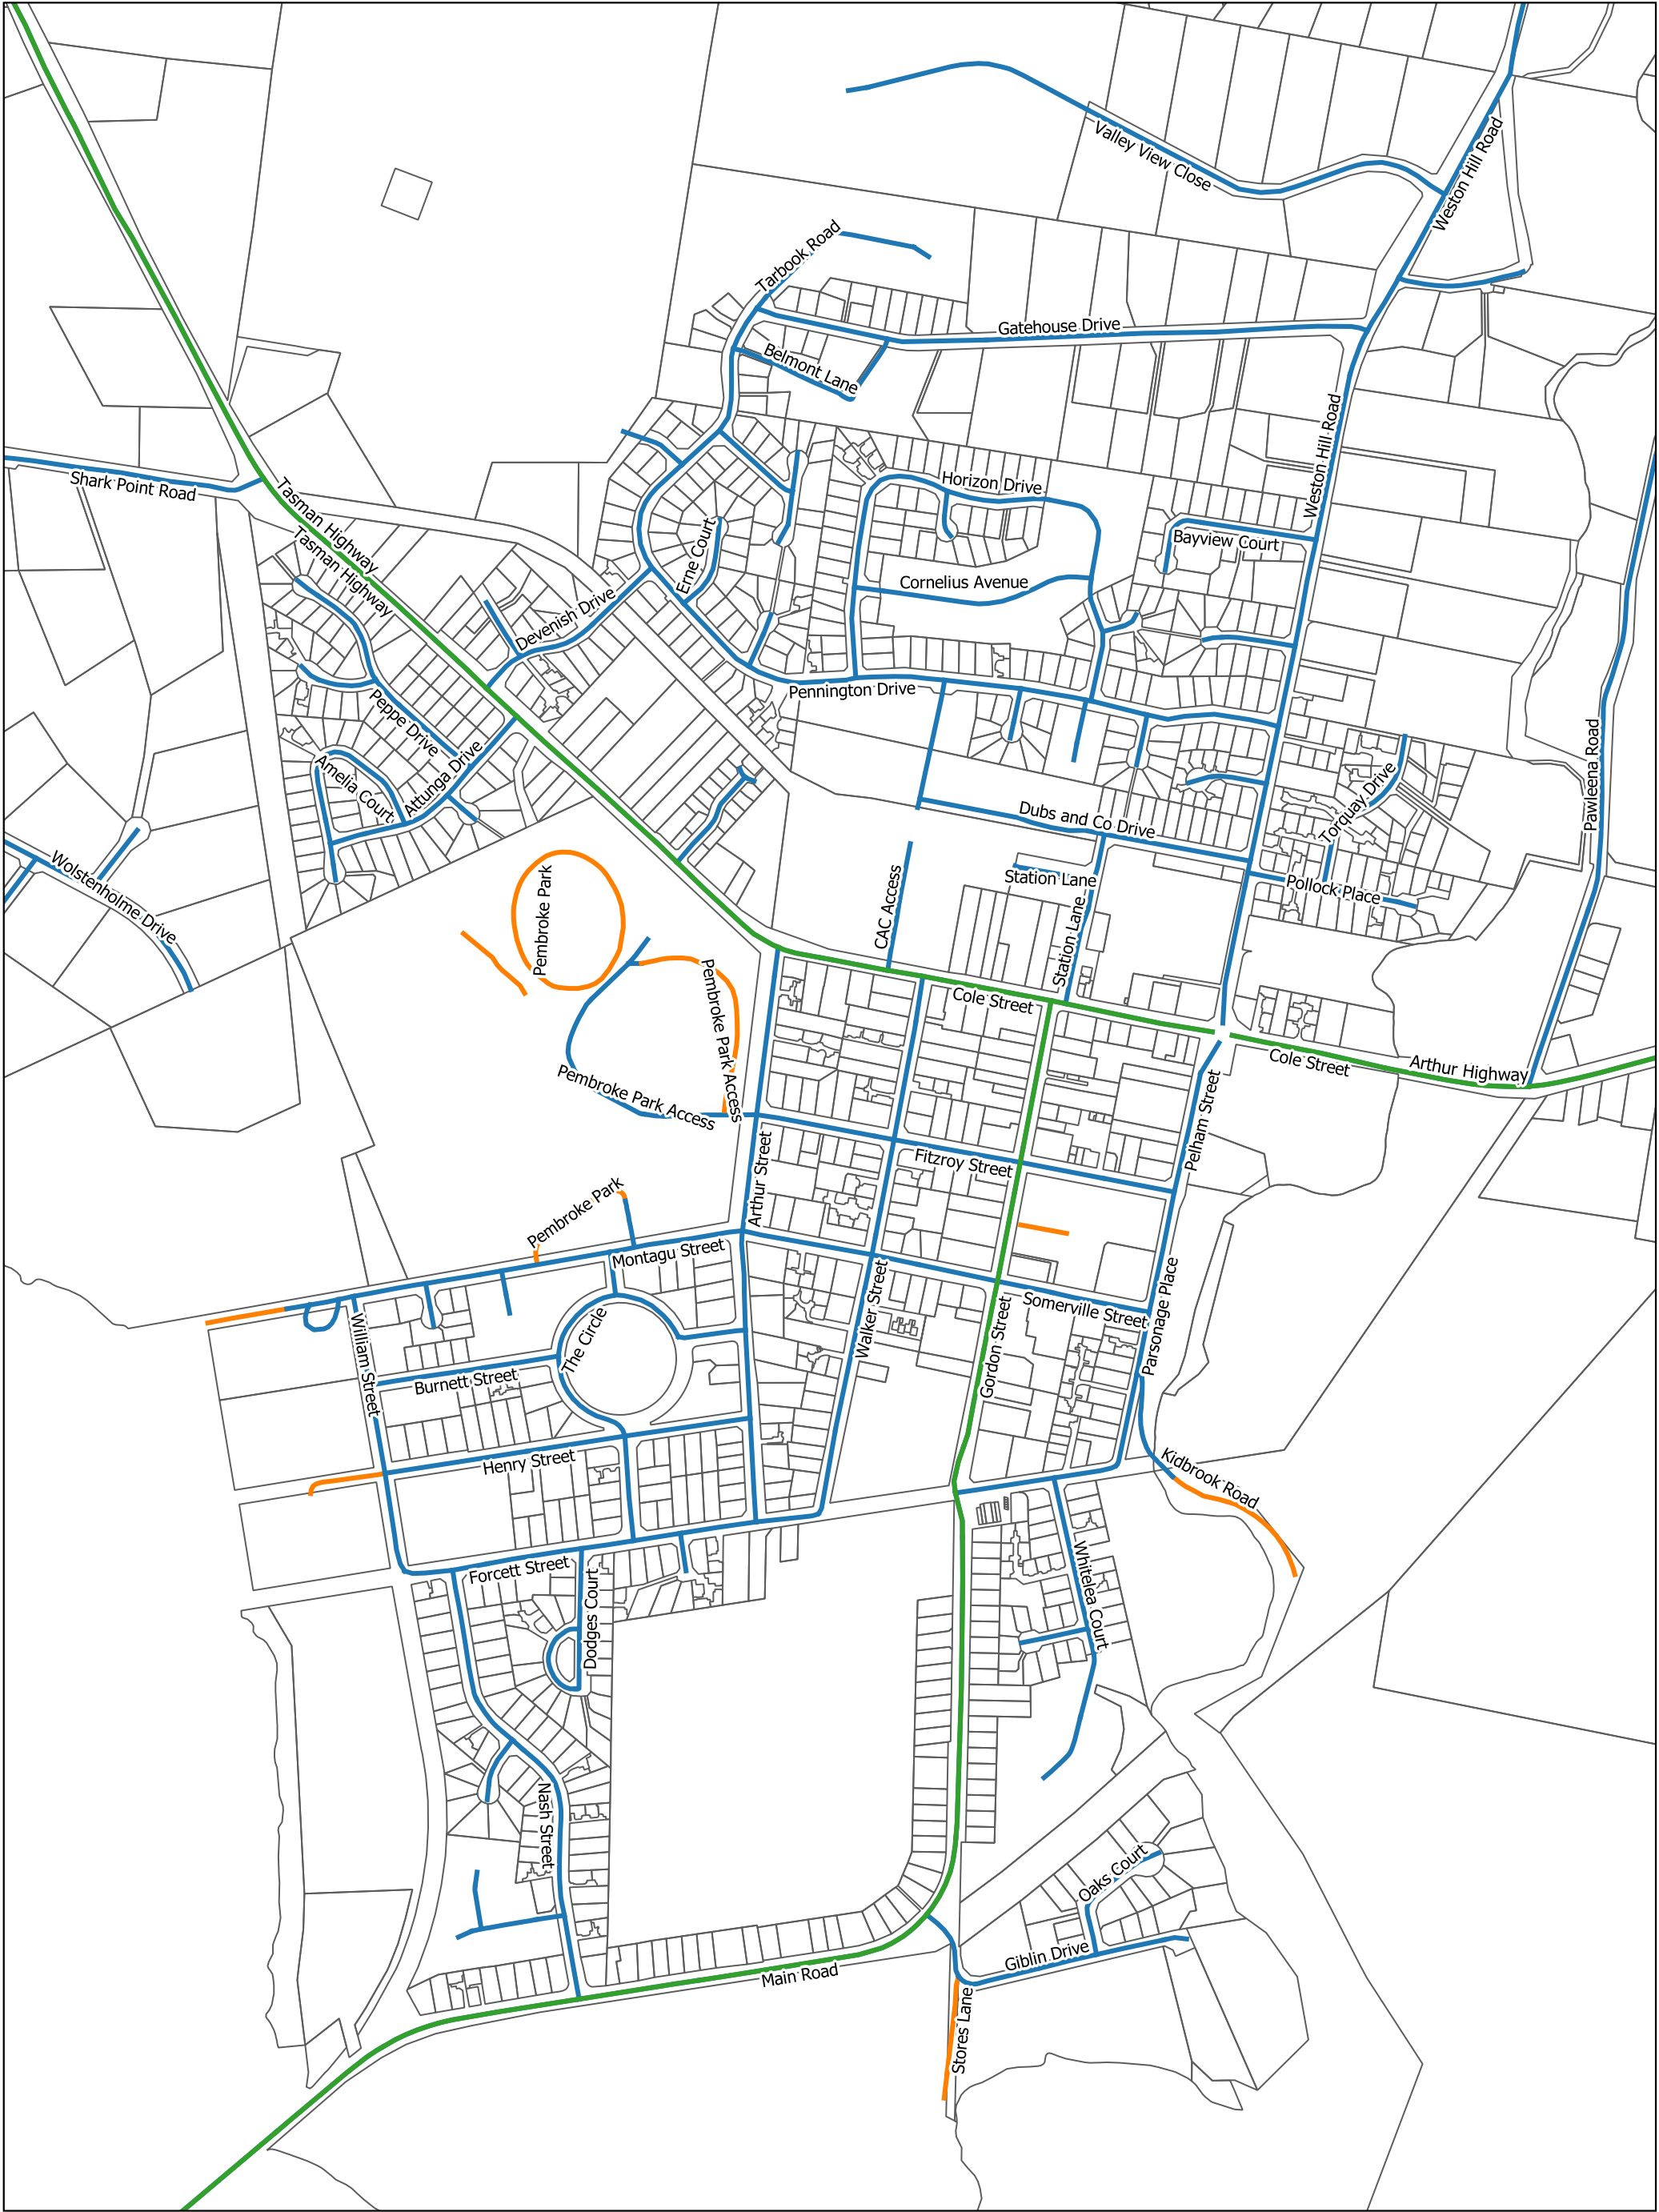 Valley View Close
Weston Hill Road
Tarbook Road
Gatehouse Drive
Belmont Lane
Weston Hill Road
Shark Point Road
Tasman Highway
Tasman Highway
Horizon Drive
Bayview Court
Erne Court
Cornelius Avenue
Devenish Drive
Pennington Drive
Peppe Drive
Amelia Court
Attunga Drive
Pawleena Road
Torquay Drive
Dubs and Co Drive
Station Lane
Pollock Place
Wolstenholme Drive
CAC Access
Station Lane
Pembroke Park
Pembroke Park Access
Cole Street
Cole Street
Arthur Highway
Pembroke Park Access
Pelham Street
Fitzroy Street
Arthur Street
Pembroke Park
Montagu Street
Walker Street
Somerville Street
Parsonage Place
Gordon Street
William Street
The Circle
Burnett Street
Henry Street
Kidbrook Road
Forcett Street
Dodges Court
Whitelea Court
Nash Street
Oaks Court
Giblin Drive
Main Road
Stores Lane